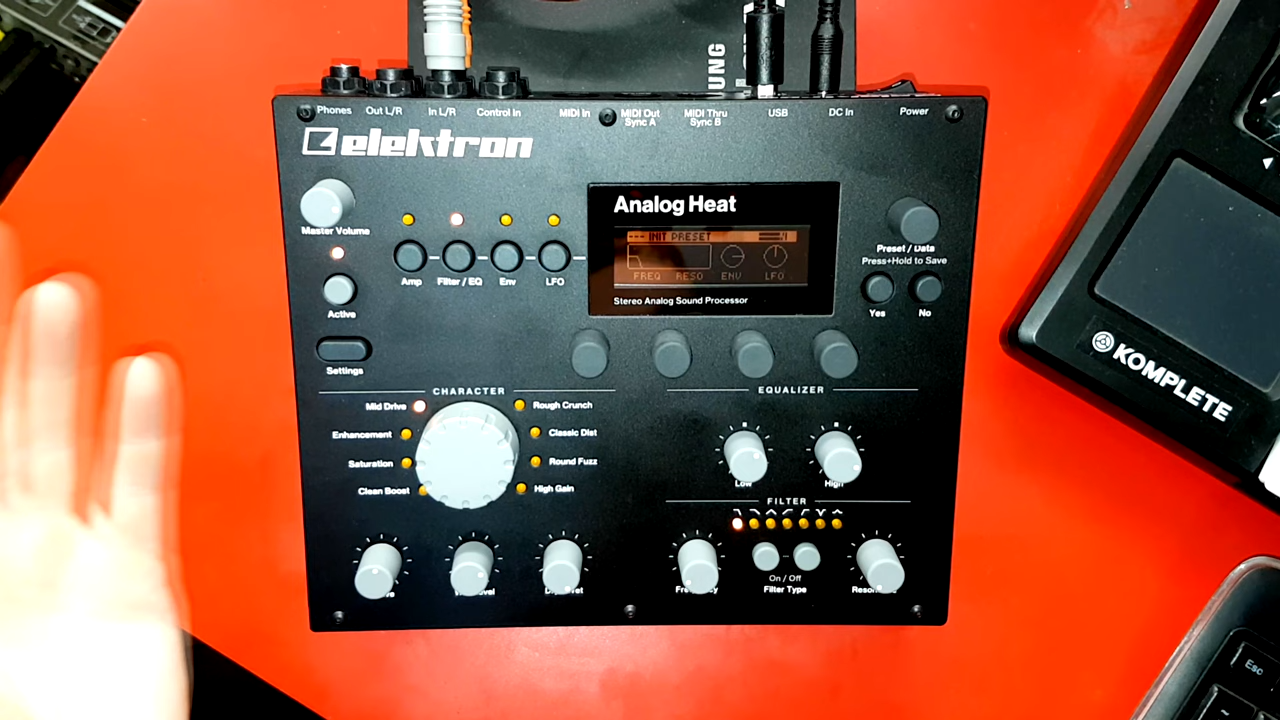 UNG
Phones
Out L/R
In L/R
Control In
MIDI In
MIDI Out
Sync A
MIDI Thru
Sync B
USB
DC In
Power
elektron
Master Volume
Active
Settings
Amp
Filter / EQ
Env
LFO
Analog Heat
--- INIT PRESET
FREQ RESO ENV LFO
Stereo Analog Sound Processor
Preset / Data
Press+Hold to Save
Yes
No
KOMPLETE
CHARACTER
Mid Drive
Enhancement
Saturation
Clean Boost
Rough Crunch
Classic Dist
Round Fuzz
High Gain
EQUALIZER
Low
High
FILTER
On / Off
Filter Type
Esc
~